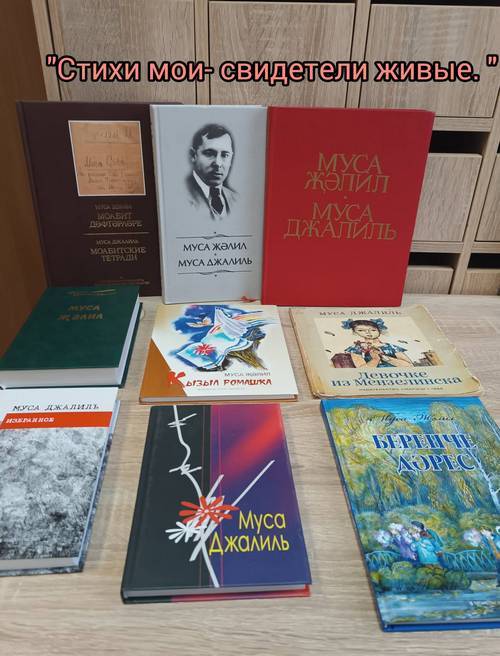 "Стихи мои- свидетели живые. "
МОАБИТ
ДӘФТӘРЛӘРЕ
МУСА ДЖАЛИЛЬ
МОАБИТСКИЕ
ТЕТРАДИ
МУСА ҖӘЛИЛ
МУСА ДЖАЛИЛЬ
МУСА
ҖӘЛИЛ
МУСА
ДЖАЛИЛЬ
МУСА
ҖӘЛИЛ
МУСА ҖӘЛИЛ
КЫЗЫЛ РОМАШКА
МУСА ДЖАЛИЛЬ
Девочке
из Мензелинска
МУСА ДЖАЛИЛЬ
ИЗБРАННОЕ
Муса
Джалиль
Муса Җәлил
БЕРЕНЧЕ
ДӘРЕС